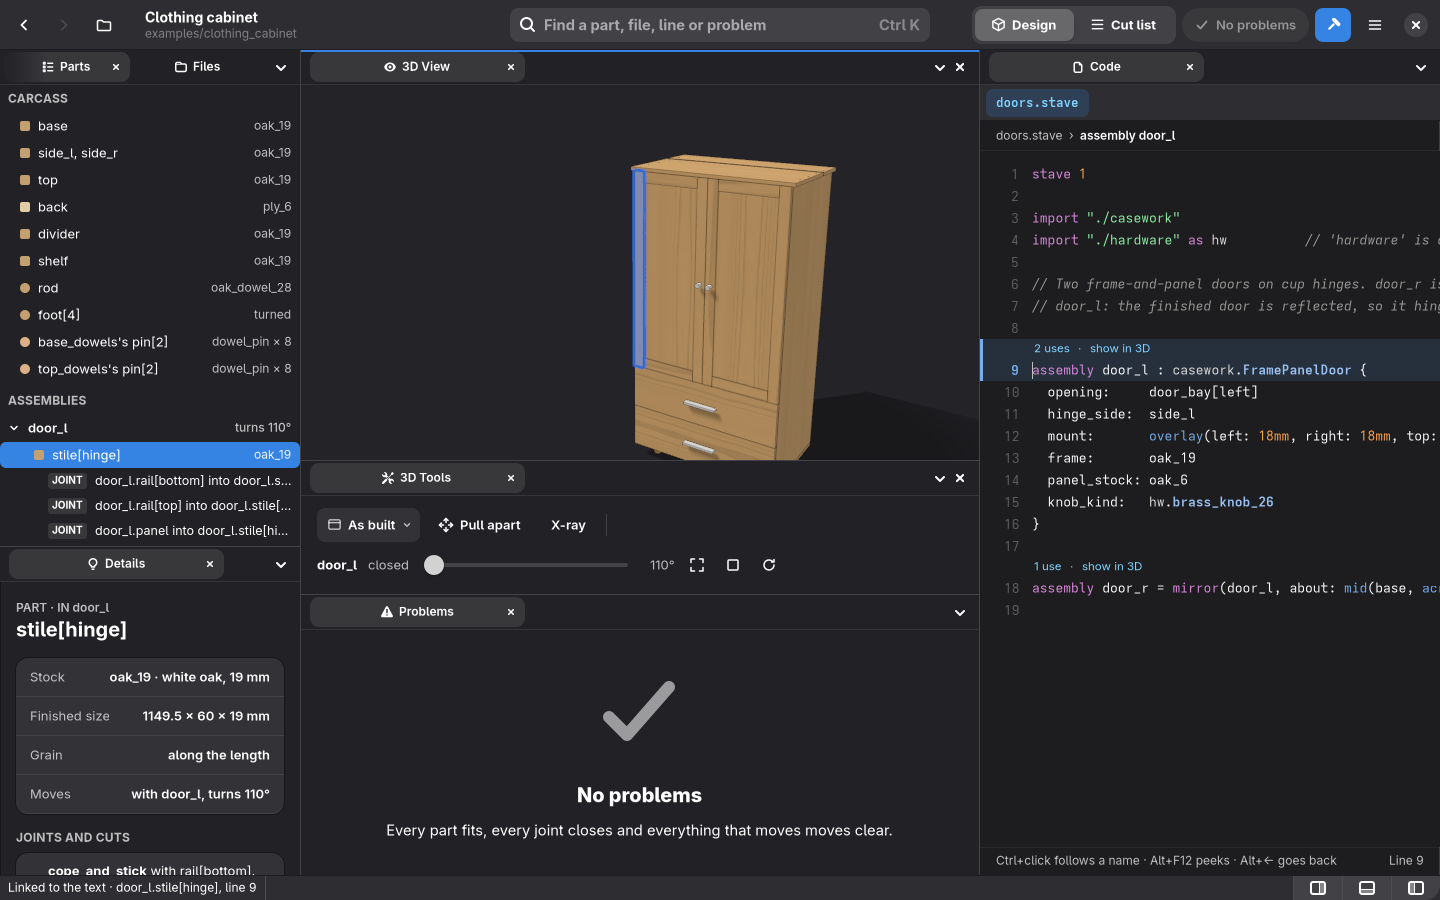 Clothing cabinet
examples/clothing_cabinet
Find a part, file, line or problem
Ctrl K
Design
Cut list
No problems
Parts
Files
CARCASS
base oak_19
side_l, side_r oak_19
top oak_19
back ply_6
divider oak_19
shelf oak_19
rod oak_dowel_28
foot[4] turned
base_dowels's pin[2] dowel_pin × 8
top_dowels's pin[2] dowel_pin × 8
ASSEMBLIES
door_l turns 110°
stile[hinge] oak_19
JOINT door_l.rail[bottom] into door_l.s...
JOINT door_l.rail[top] into door_l.stile[...
JOINT door_l.panel into door_l.stile[hi...
Details
PART · IN door_l
stile[hinge]
Stock oak_19 · white oak, 19 mm
Finished size 1149.5 × 60 × 19 mm
Grain along the length
Moves with door_l, turns 110°
JOINTS AND CUTS
cope_and_stick with rail[bottom],
Linked to the text · door_l.stile[hinge], line 9
3D View
3D Tools
As built
Pull apart
X-ray
door_l closed 110°
Problems
No problems
Every part fits, every joint closes and everything that moves moves clear.
Code
doors.stave
doors.stave › assembly door_l
1 stave 1
2
3 import "./casework"
4 import "./hardware" as hw // 'hardware' is
5
6 // Two frame-and-panel doors on cup hinges. door_r is
7 // door_l: the finished door is reflected, so it hing
8
2 uses · show in 3D
9 assembly door_l : casework.FramePanelDoor {
10 opening: door_bay[left]
11 hinge_side: side_l
12 mount: overlay(left: 18mm, right: 18mm, top:
13 frame: oak_19
14 panel_stock: oak_6
15 knob_kind: hw.brass_knob_26
16 }
17
1 use · show in 3D
18 assembly door_r = mirror(door_l, about: mid(base, acr
19
Ctrl+click follows a name · Alt+F12 peeks · Alt+← goes back
Line 9